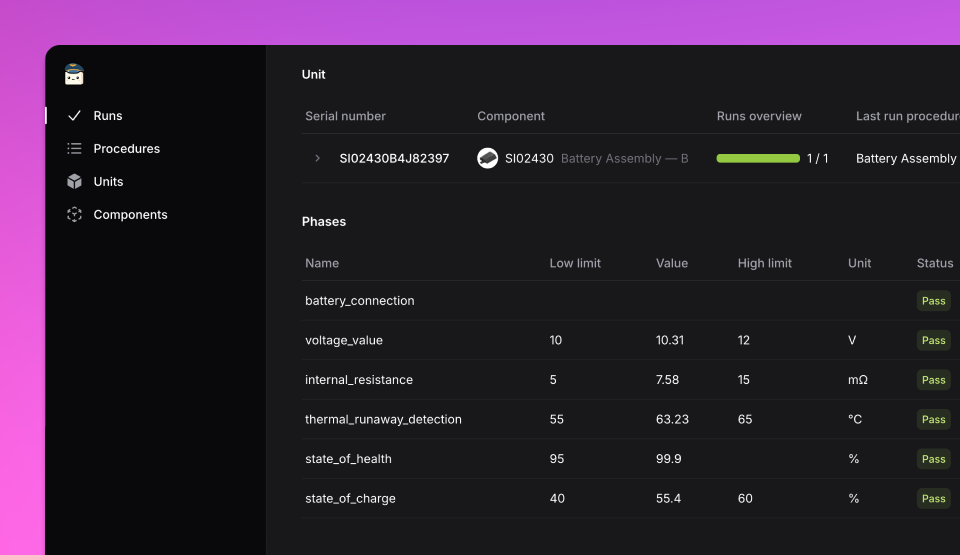 Runs
Procedures
Units
Components
Unit
Serial number Component Runs overview Last run procedur
SI02430B4J82397 SI02430 Battery Assembly — B 1 / 1 Battery Assembly
Phases
Name Low limit Value High limit Unit Status
battery_connection Pass
voltage_value 10 10.31 12 V Pass
internal_resistance 5 7.58 15 mΩ Pass
thermal_runaway_detection 55 63.23 65 °C Pass
state_of_health 95 99.9 % Pass
state_of_charge 40 55.4 60 % Pass